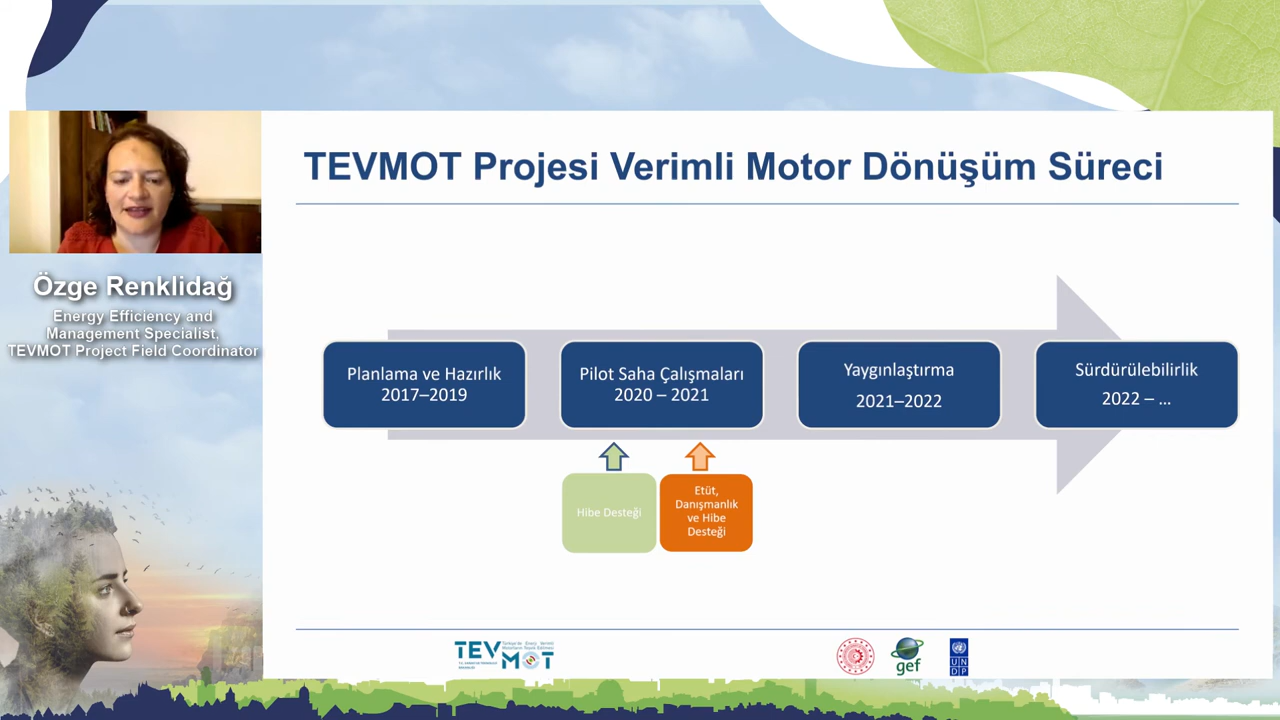 TEVMOT Projesi Verimli Motor Dönüşüm Süreci
Özge Renklidağ
Energy Efficiency and
Management Specialist,
TEVMOT Project Field Coordinator
Planlama ve Hazırlık
2017–2019
Pilot Saha Çalışmaları
2020 – 2021
Yaygınlaştırma
2021–2022
Sürdürülebilirlik
2022 – ...
Hibe Desteği
Etüt,
Danışmanlık
ve Hibe
Desteği
TEV
MOT
gef
UN
DP